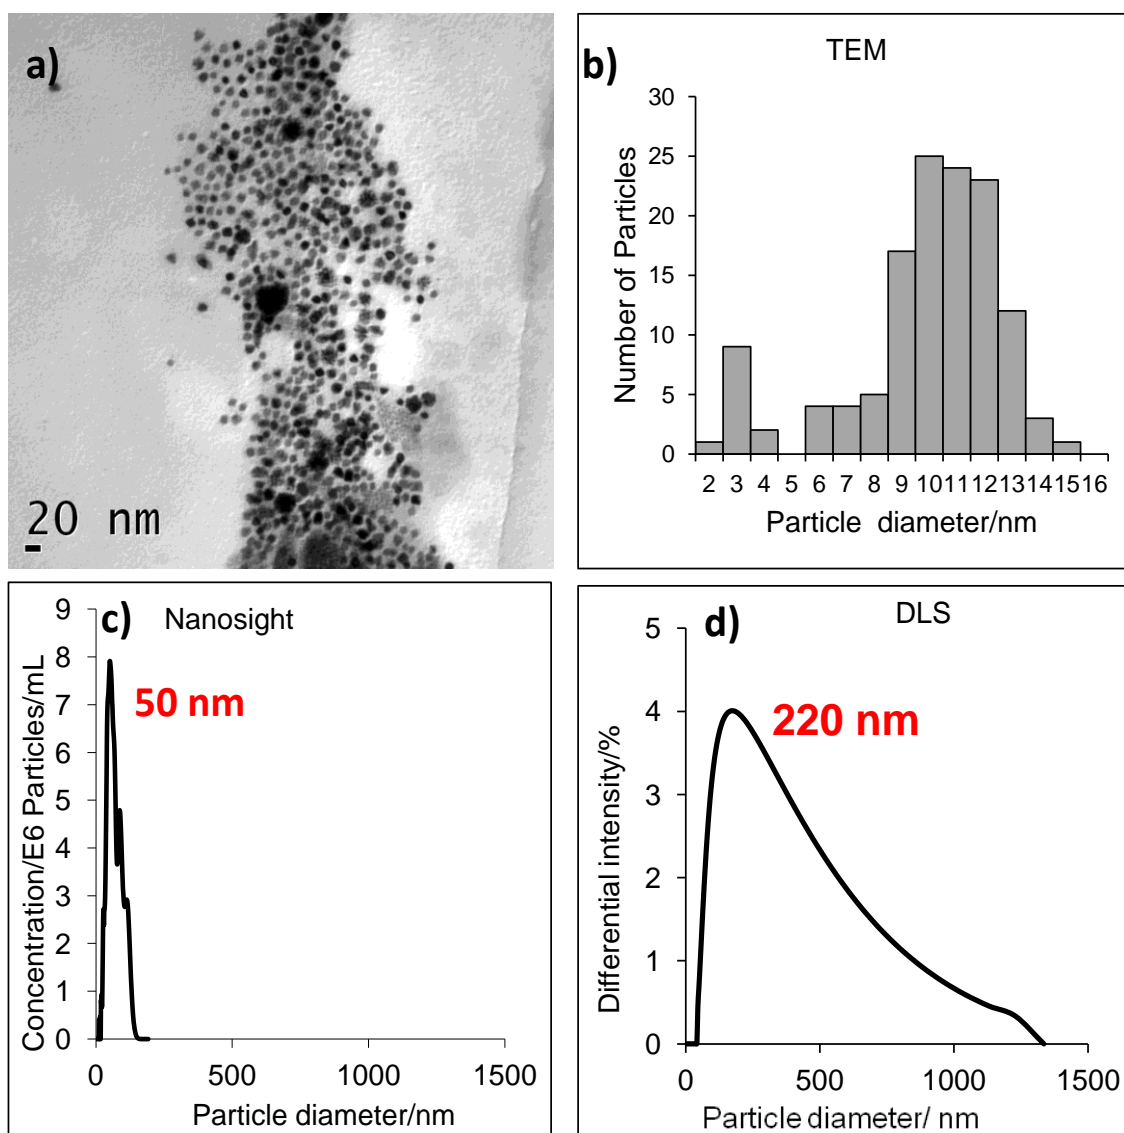 a)
20 nm
b)
TEM
Number of Particles
30
25
20
15
10
5
0
2 3 4 5 6 7 8 9 10 11 12 13 14 15 16
Particle diameter/nm
c)
Nanosight
50 nm
Concentration/E6 Particles/mL
9
8
7
6
5
4
3
2
1
0
0 500 1000 1500
Particle diameter/nm
d)
DLS
220 nm
Differential intensity/%
5
4
3
2
1
0
0 500 1000 1500
Particle diameter/ nm